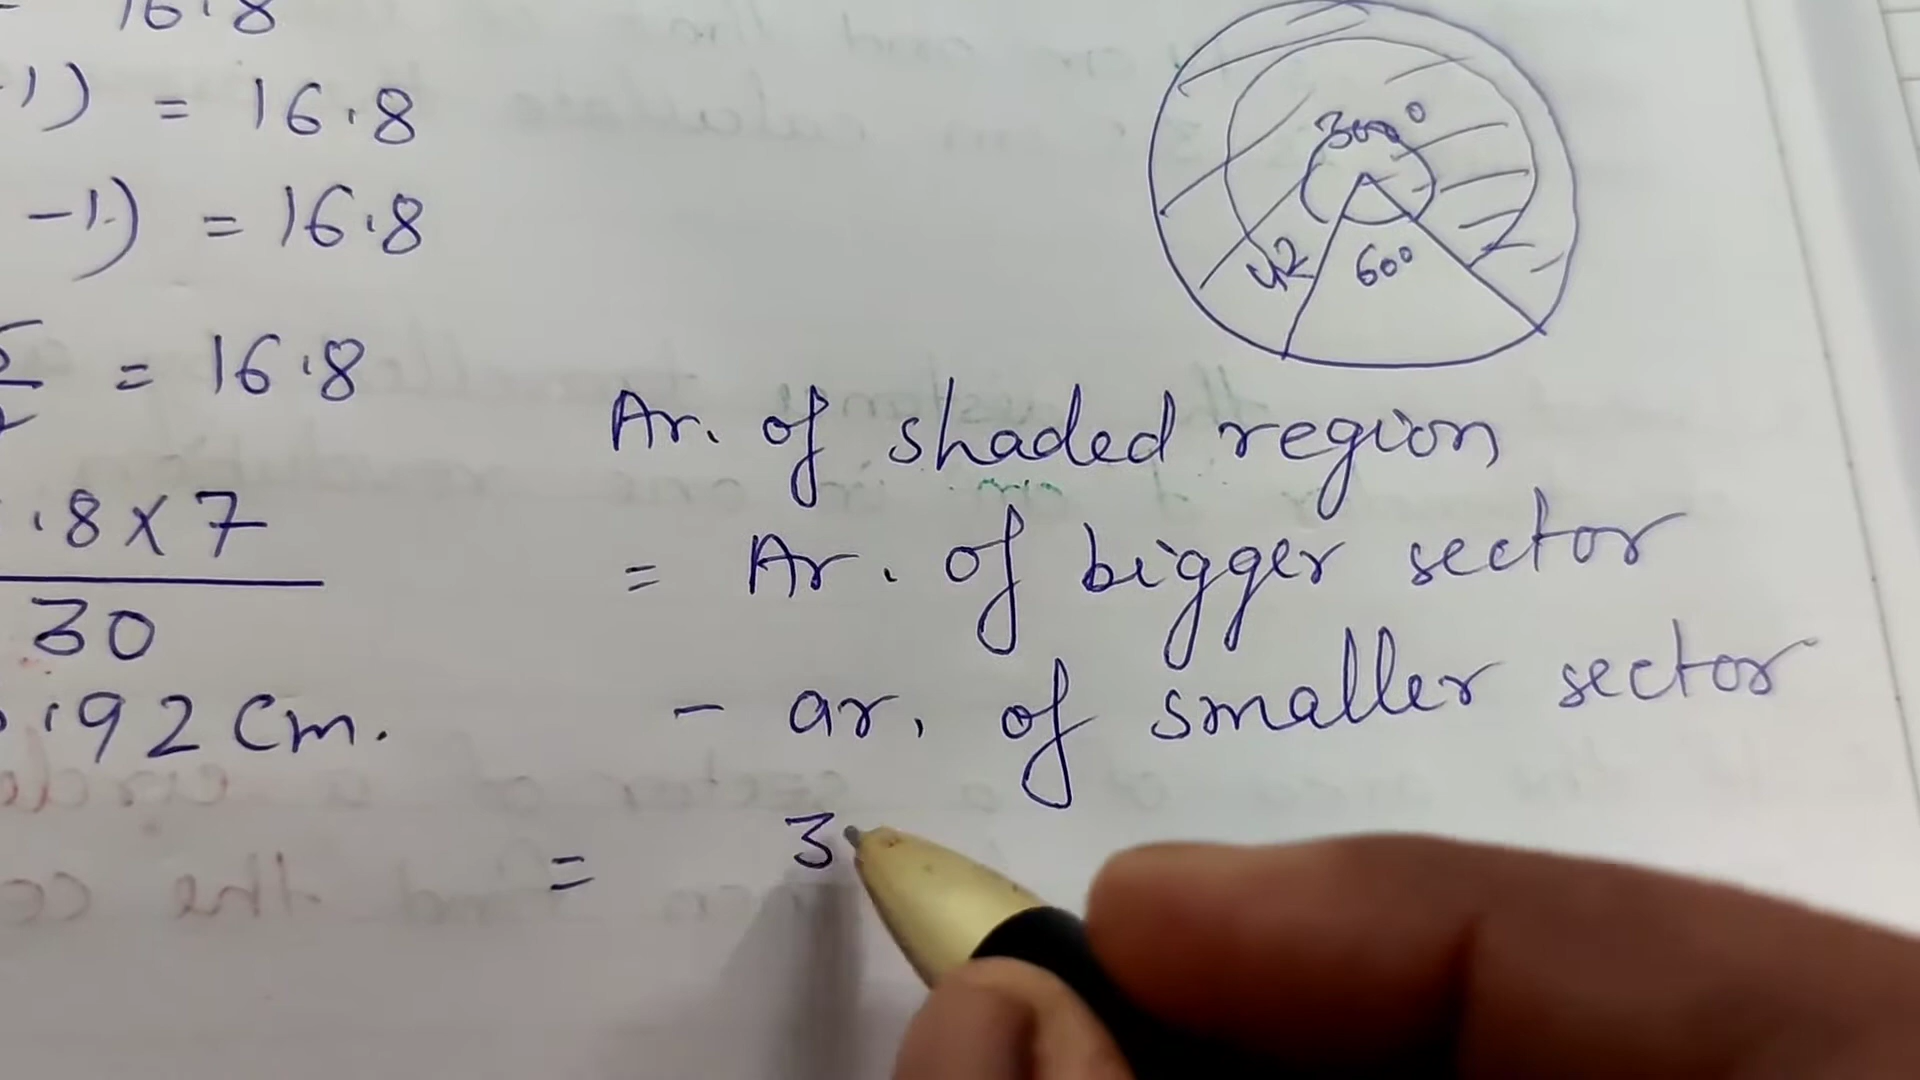 16.8
1) = 16.8
-1) = 16.8
= 16.8
.8 x 7
30
.92 cm.
300°
42 60°
Ar. of shaded region
= Ar. of bigger sector
- ar. of smaller sector
= 3